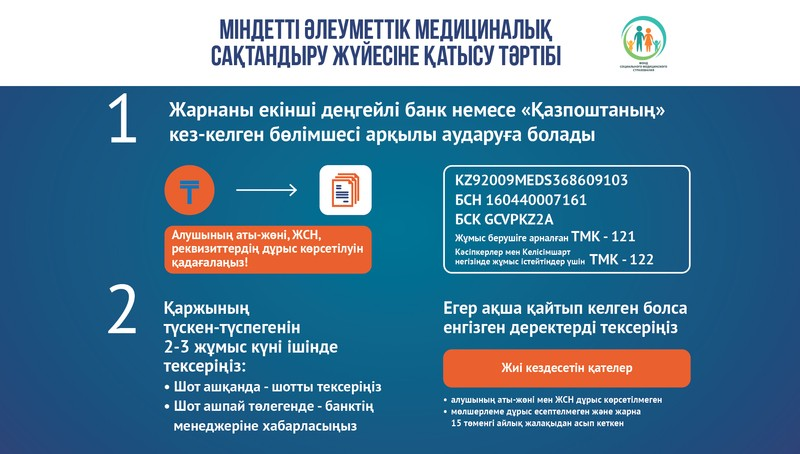 МІНДЕТТІ ӘЛЕУМЕТТІК МЕДИЦИНАЛЫҚ
САҚТАНДЫРУ ЖҮЙЕСІНЕ ҚАТЫСУ ТӘРТІБІ
ФОНД
СОЦИАЛЬНОГО МЕДИЦИНСКОГО
СТРАХОВАНИЯ
1
Жарнаны екінші деңгейлі банк немесе «Қазпоштаның»
кез-келген бөлімшесі арқылы аударуға болады
₸
Алушының аты-жөні, ЖСН,
реквизиттердің дұрыс көрсетілуін
қадағалаңыз!
KZ92009MEDS368609103
БСН 160440007161
БСК GCVPKZ2A
Жұмыс берушіге арналған ТМК - 121
Кәсіпкерлер мен Келісімшарт
негізінде жұмыс істейтіндер үшін ТМК - 122
2
Қаржының
түскен-түспегенін
2-3 жұмыс күні ішінде
тексеріңіз:
• Шот ашқанда - шотты тексеріңіз
• Шот ашпай төлегенде - банктің
менеджеріне хабарласыңыз
Егер ақша қайтып келген болса
енгізген деректерді тексеріңіз
Жиі кездесетін қателер
• алушының аты-жөні мен ЖСН дұрыс көрсетілмеген
• мөлшерлеме дұрыс есептелмеген және жарна
15 төменгі айлық жалақыдан асып кеткен